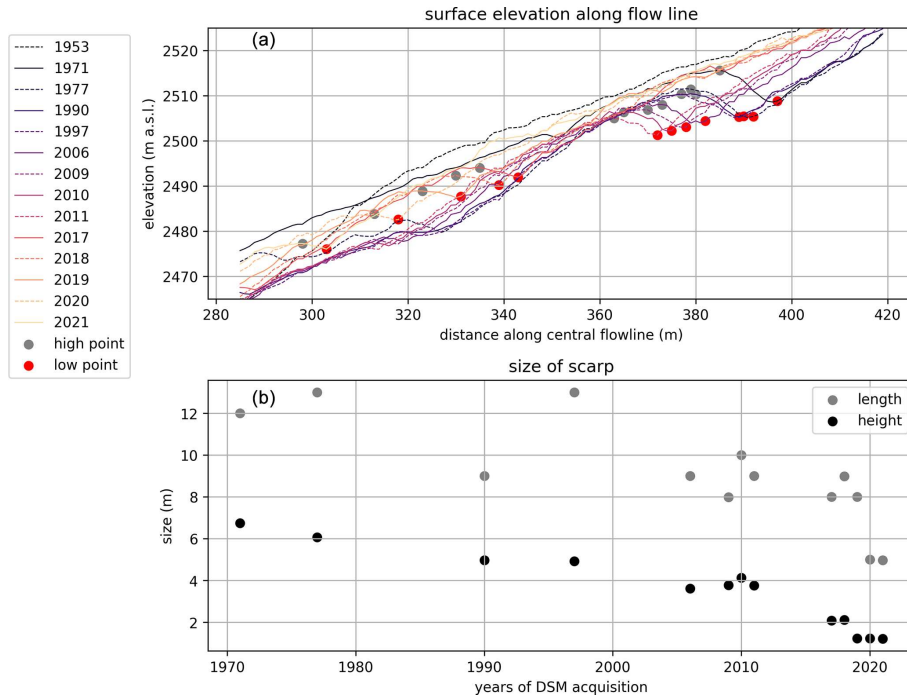 surface elevation along flow line
(a)
1953
1971
1977
1990
1997
2006
2009
2010
2011
2017
2018
2019
2020
2021
high point
low point
elevation (m a.s.l.)
2520
2510
2500
2490
2480
2470
280 300 320 340 360 380 400 420
distance along central flowline (m)
size of scarp
(b)
length
height
size (m)
12
10
8
6
4
2
1970 1980 1990 2000 2010 2020
years of DSM acquisition